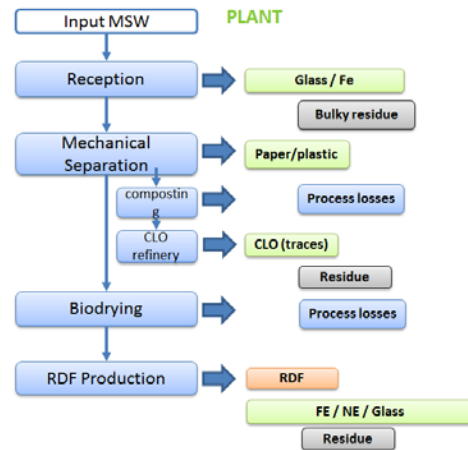 PLANT
Input MSW
Reception
Glass / Fe
Bulky residue
Mechanical
Separation
Paper/plastic
compostin
g
Process losses
CLO
refinery
CLO (traces)
Residue
Biodrying
Process losses
RDF Production
RDF
FE / NE / Glass
Residue